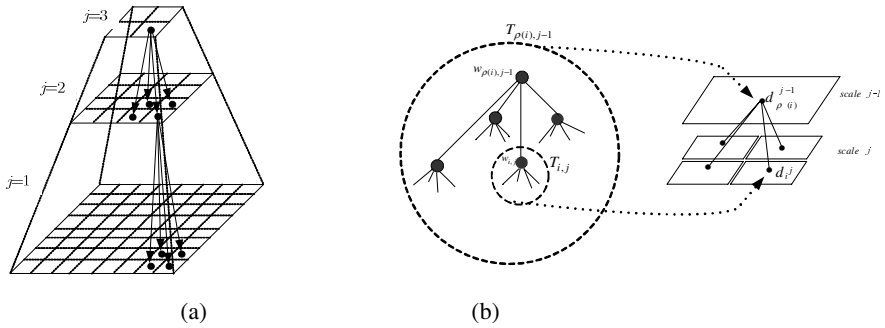 j=3
j=2
j=1
(a)
T ρ(i),j−1
w ρ(i),j−1
w i,j
T i,j
d ρ(i) j−1
scale j-1
scale j
d i j
(b)